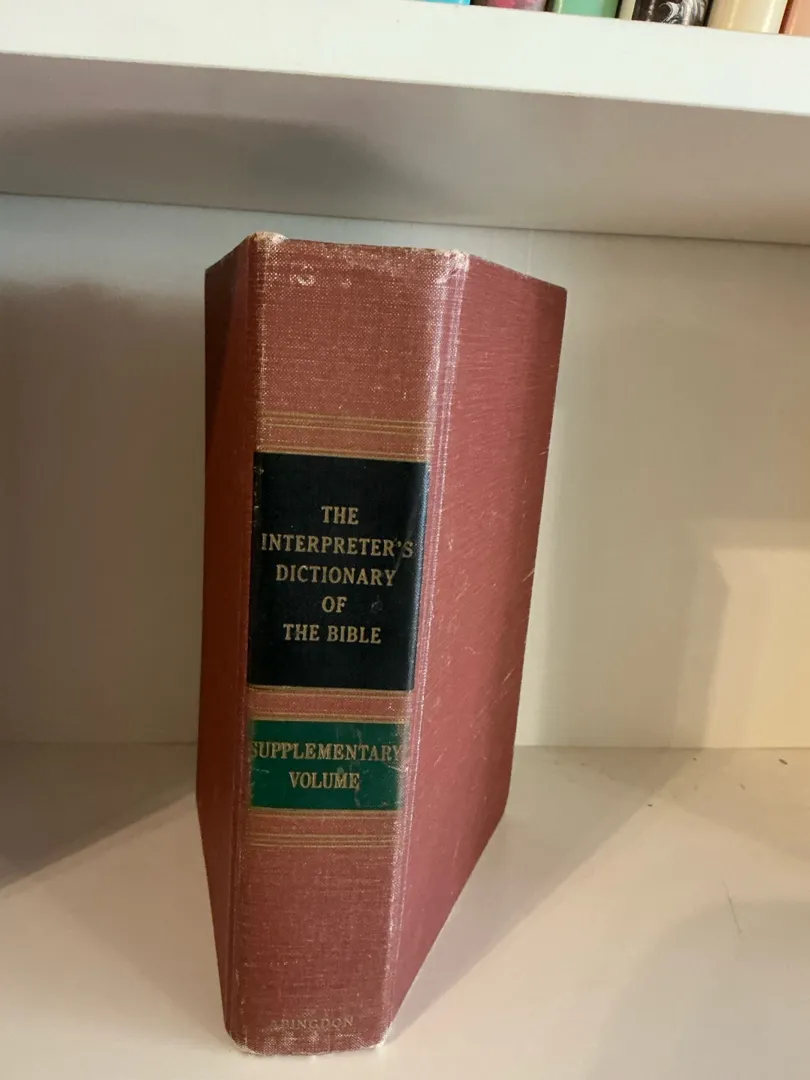 THE
INTERPRETER'S
DICTIONARY
OF
THE BIBLE
SUPPLEMENTARY
VOLUME
ABINGDON